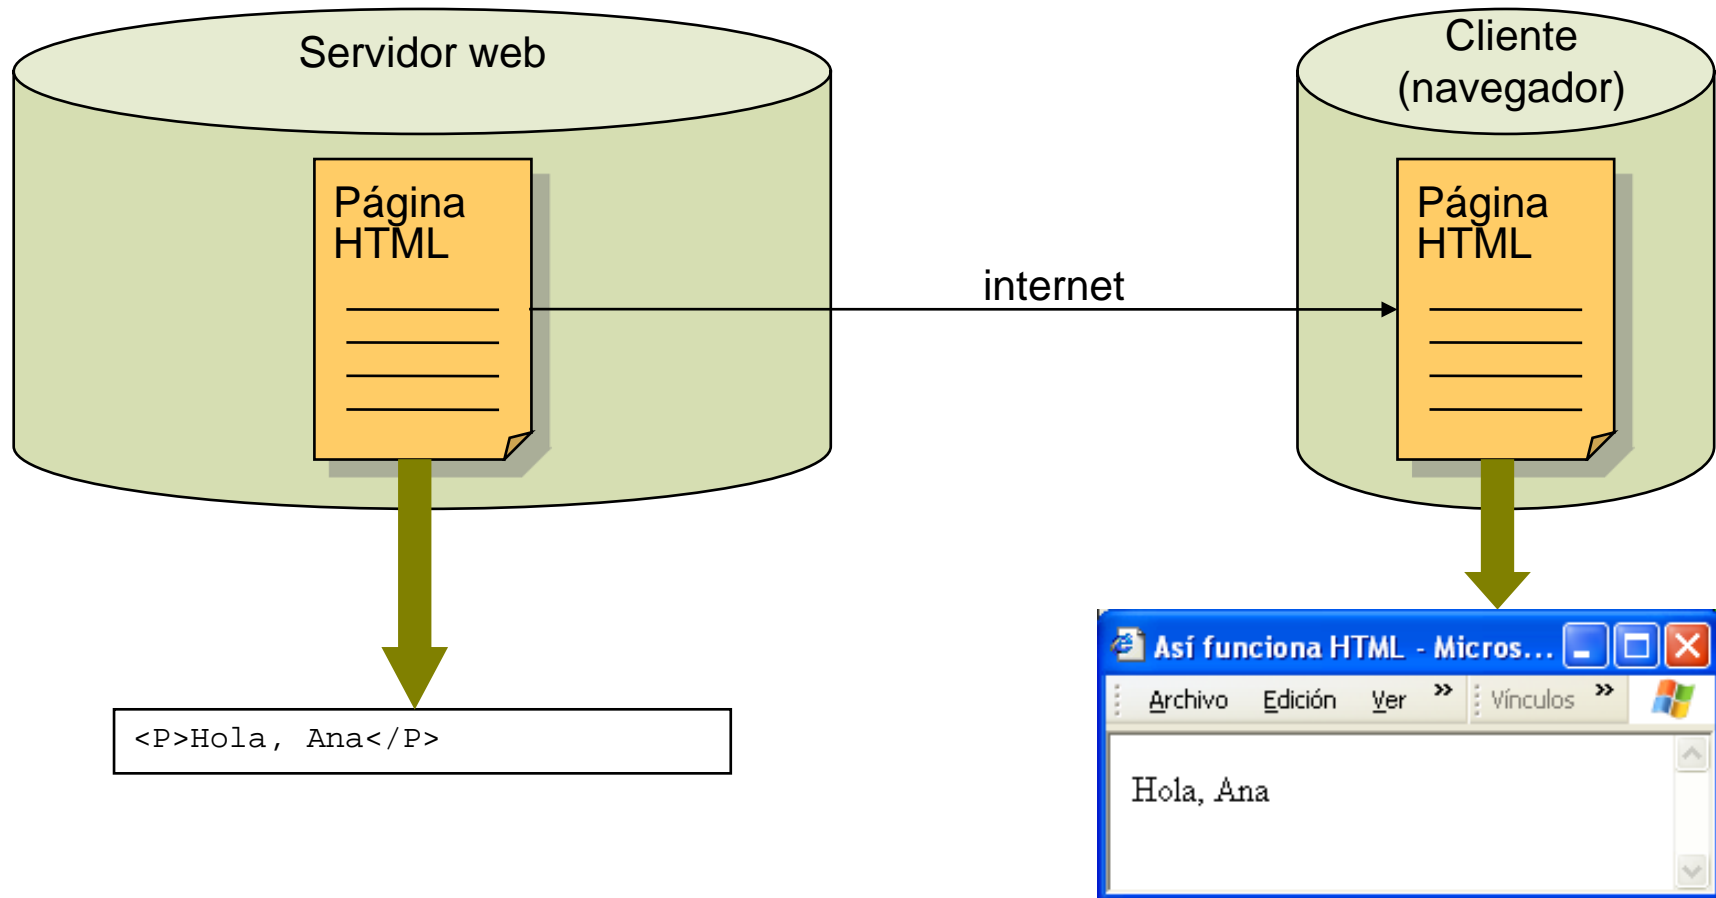 Servidor web
Cliente
(navegador)
Página
HTML
internet
Página
HTML
<P>Hola, Ana</P>
Así funciona HTML - Micros...
Archivo Edición Ver » Vínculos »
Hola, Ana